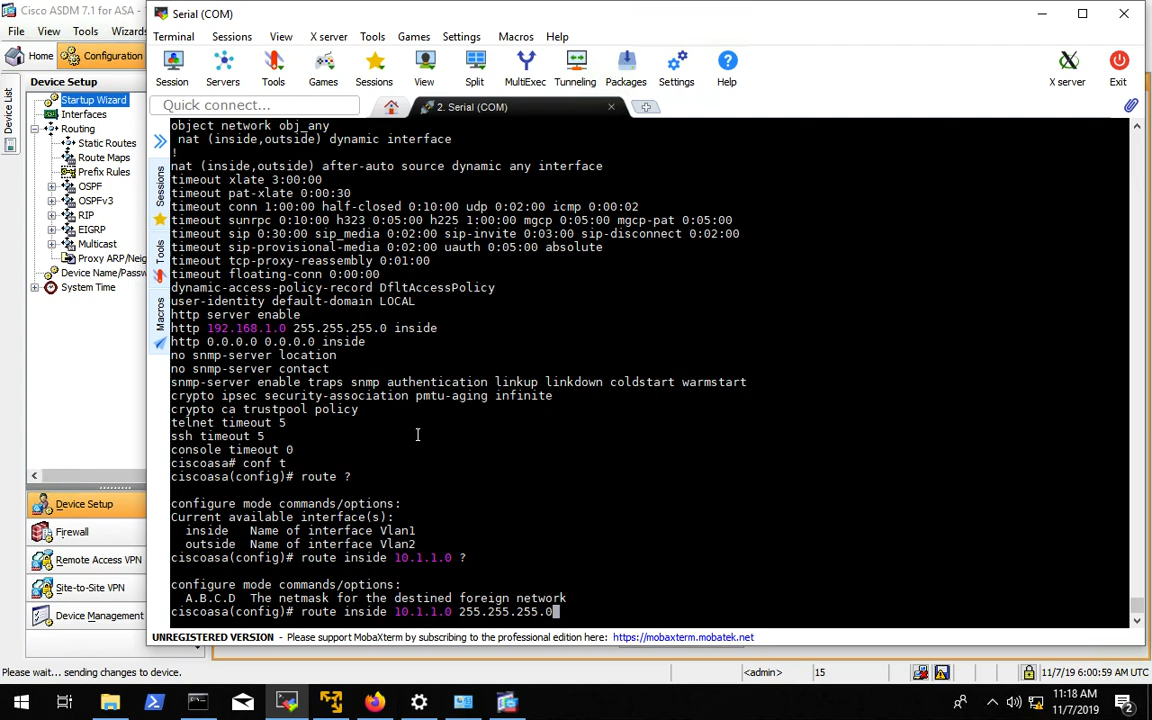 Cisco ASDM 7.1 for ASA -
File View Tools Wizards
Home Configuration
Device List
Device Setup
Startup Wizard
Interfaces
Routing
Static Routes
Route Maps
Prefix Rules
OSPF
OSPFv3
RIP
EIGRP
Multicast
Proxy ARP/Neig
Device Name/Passw
System Time
Device Setup
Firewall
Remote Access VPN
Site-to-Site VPN
Device Management
Serial (COM)
Terminal Sessions View X server Tools Games Settings Macros Help
Session Servers Tools Games Sessions View Split MultiExec Tunneling Packages Settings Help X server Exit
Quick connect...
2. Serial (COM)
Sessions
Tools
Macros
object network obj_any
 nat (inside,outside) dynamic interface
!
nat (inside,outside) after-auto source dynamic any interface
timeout xlate 3:00:00
timeout pat-xlate 0:00:30
timeout conn 1:00:00 half-closed 0:10:00 udp 0:02:00 icmp 0:00:02
timeout sunrpc 0:10:00 h323 0:05:00 h225 1:00:00 mgcp 0:05:00 mgcp-pat 0:05:00
timeout sip 0:30:00 sip_media 0:02:00 sip-invite 0:03:00 sip-disconnect 0:02:00
timeout sip-provisional-media 0:02:00 uauth 0:05:00 absolute
timeout tcp-proxy-reassembly 0:01:00
timeout floating-conn 0:00:00
dynamic-access-policy-record DfltAccessPolicy
user-identity default-domain LOCAL
http server enable
http 192.168.1.0 255.255.255.0 inside
http 0.0.0.0 0.0.0.0 inside
no snmp-server location
no snmp-server contact
snmp-server enable traps snmp authentication linkup linkdown coldstart warmstart
crypto ipsec security-association pmtu-aging infinite
crypto ca trustpool policy
telnet timeout 5
ssh timeout 5
console timeout 0
ciscoasa# conf t
ciscoasa(config)# route ?
configure mode commands/options:
Current available interface(s):
  inside   Name of interface Vlan1
  outside  Name of interface Vlan2
ciscoasa(config)# route inside 10.1.1.0 ?
configure mode commands/options:
  A.B.C.D  The netmask for the destined foreign network
ciscoasa(config)# route inside 10.1.1.0 255.255.255.0
UNREGISTERED VERSION - Please support MobaXterm by subscribing to the professional edition here: https://mobaxterm.mobatek.net
Please wait... sending changes to device.
<admin> 15 11/7/19 6:00:59 AM UTC
11:18 AM
11/7/2019
2